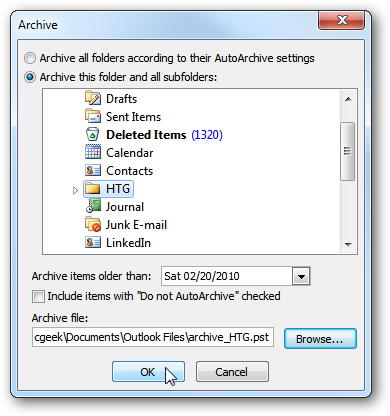 Archive
Archive all folders according to their AutoArchive settings
Archive this folder and all subfolders:
Drafts
Sent Items
Deleted Items (1320)
Calendar
Contacts
HTG
Journal
Junk E-mail
LinkedIn
Archive items older than: Sat 02/20/2010
Include items with "Do not AutoArchive" checked
Archive file:
cgeek\Documents\Outlook Files\archive_HTG.pst Browse...
OK Cancel